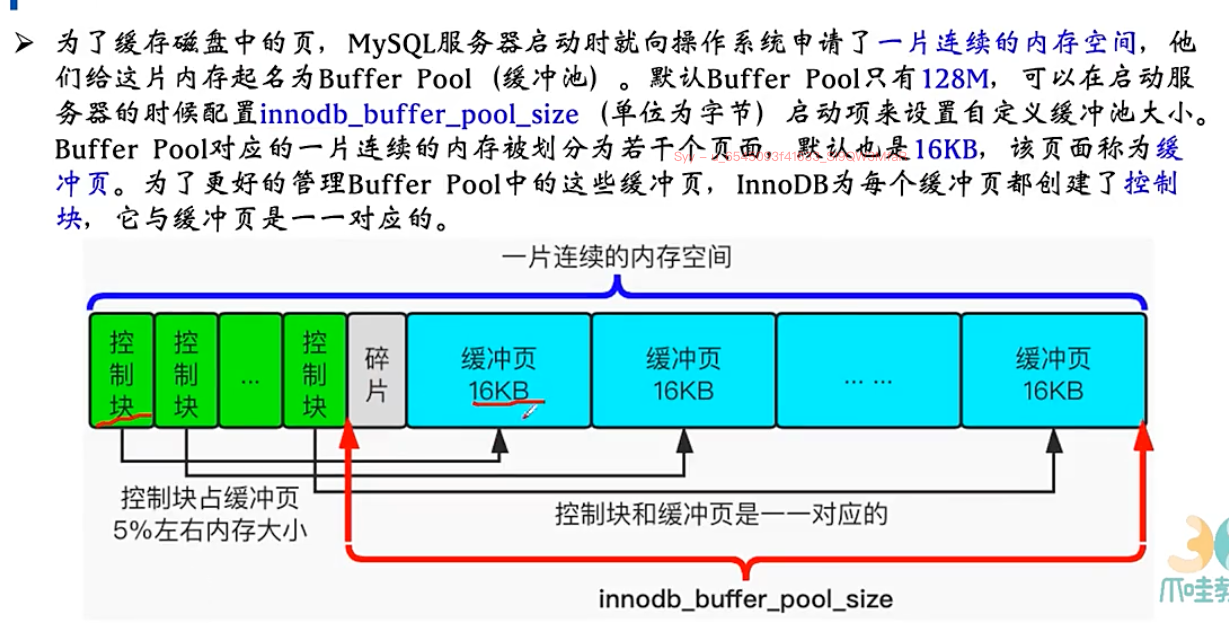 为了缓存磁盘中的页，MySQL服务器启动时就向操作系统申请了一片连续的内存空间，他
们给这片内存起名为Buffer Pool（缓冲池）。默认Buffer Pool只有128M，可以在启动服
务器的时候配置innodb_buffer_pool_size（单位为字节）启动项来设置自定义缓冲池大小。
Buffer Pool对应的一片连续的内存被划分为若干个页面，默认也是16KB，该页面称为缓
冲页。为了更好的管理Buffer Pool中的这些缓冲页，InnoDB为每个缓冲页都创建了控制
块，它与缓冲页是一一对应的。
一片连续的内存空间
控制块
控制块
...
控制块
碎片
缓冲页
16KB
缓冲页
16KB
... ...
缓冲页
16KB
控制块占缓冲页
5%左右内存大小
控制块和缓冲页是一一对应的
innodb_buffer_pool_size